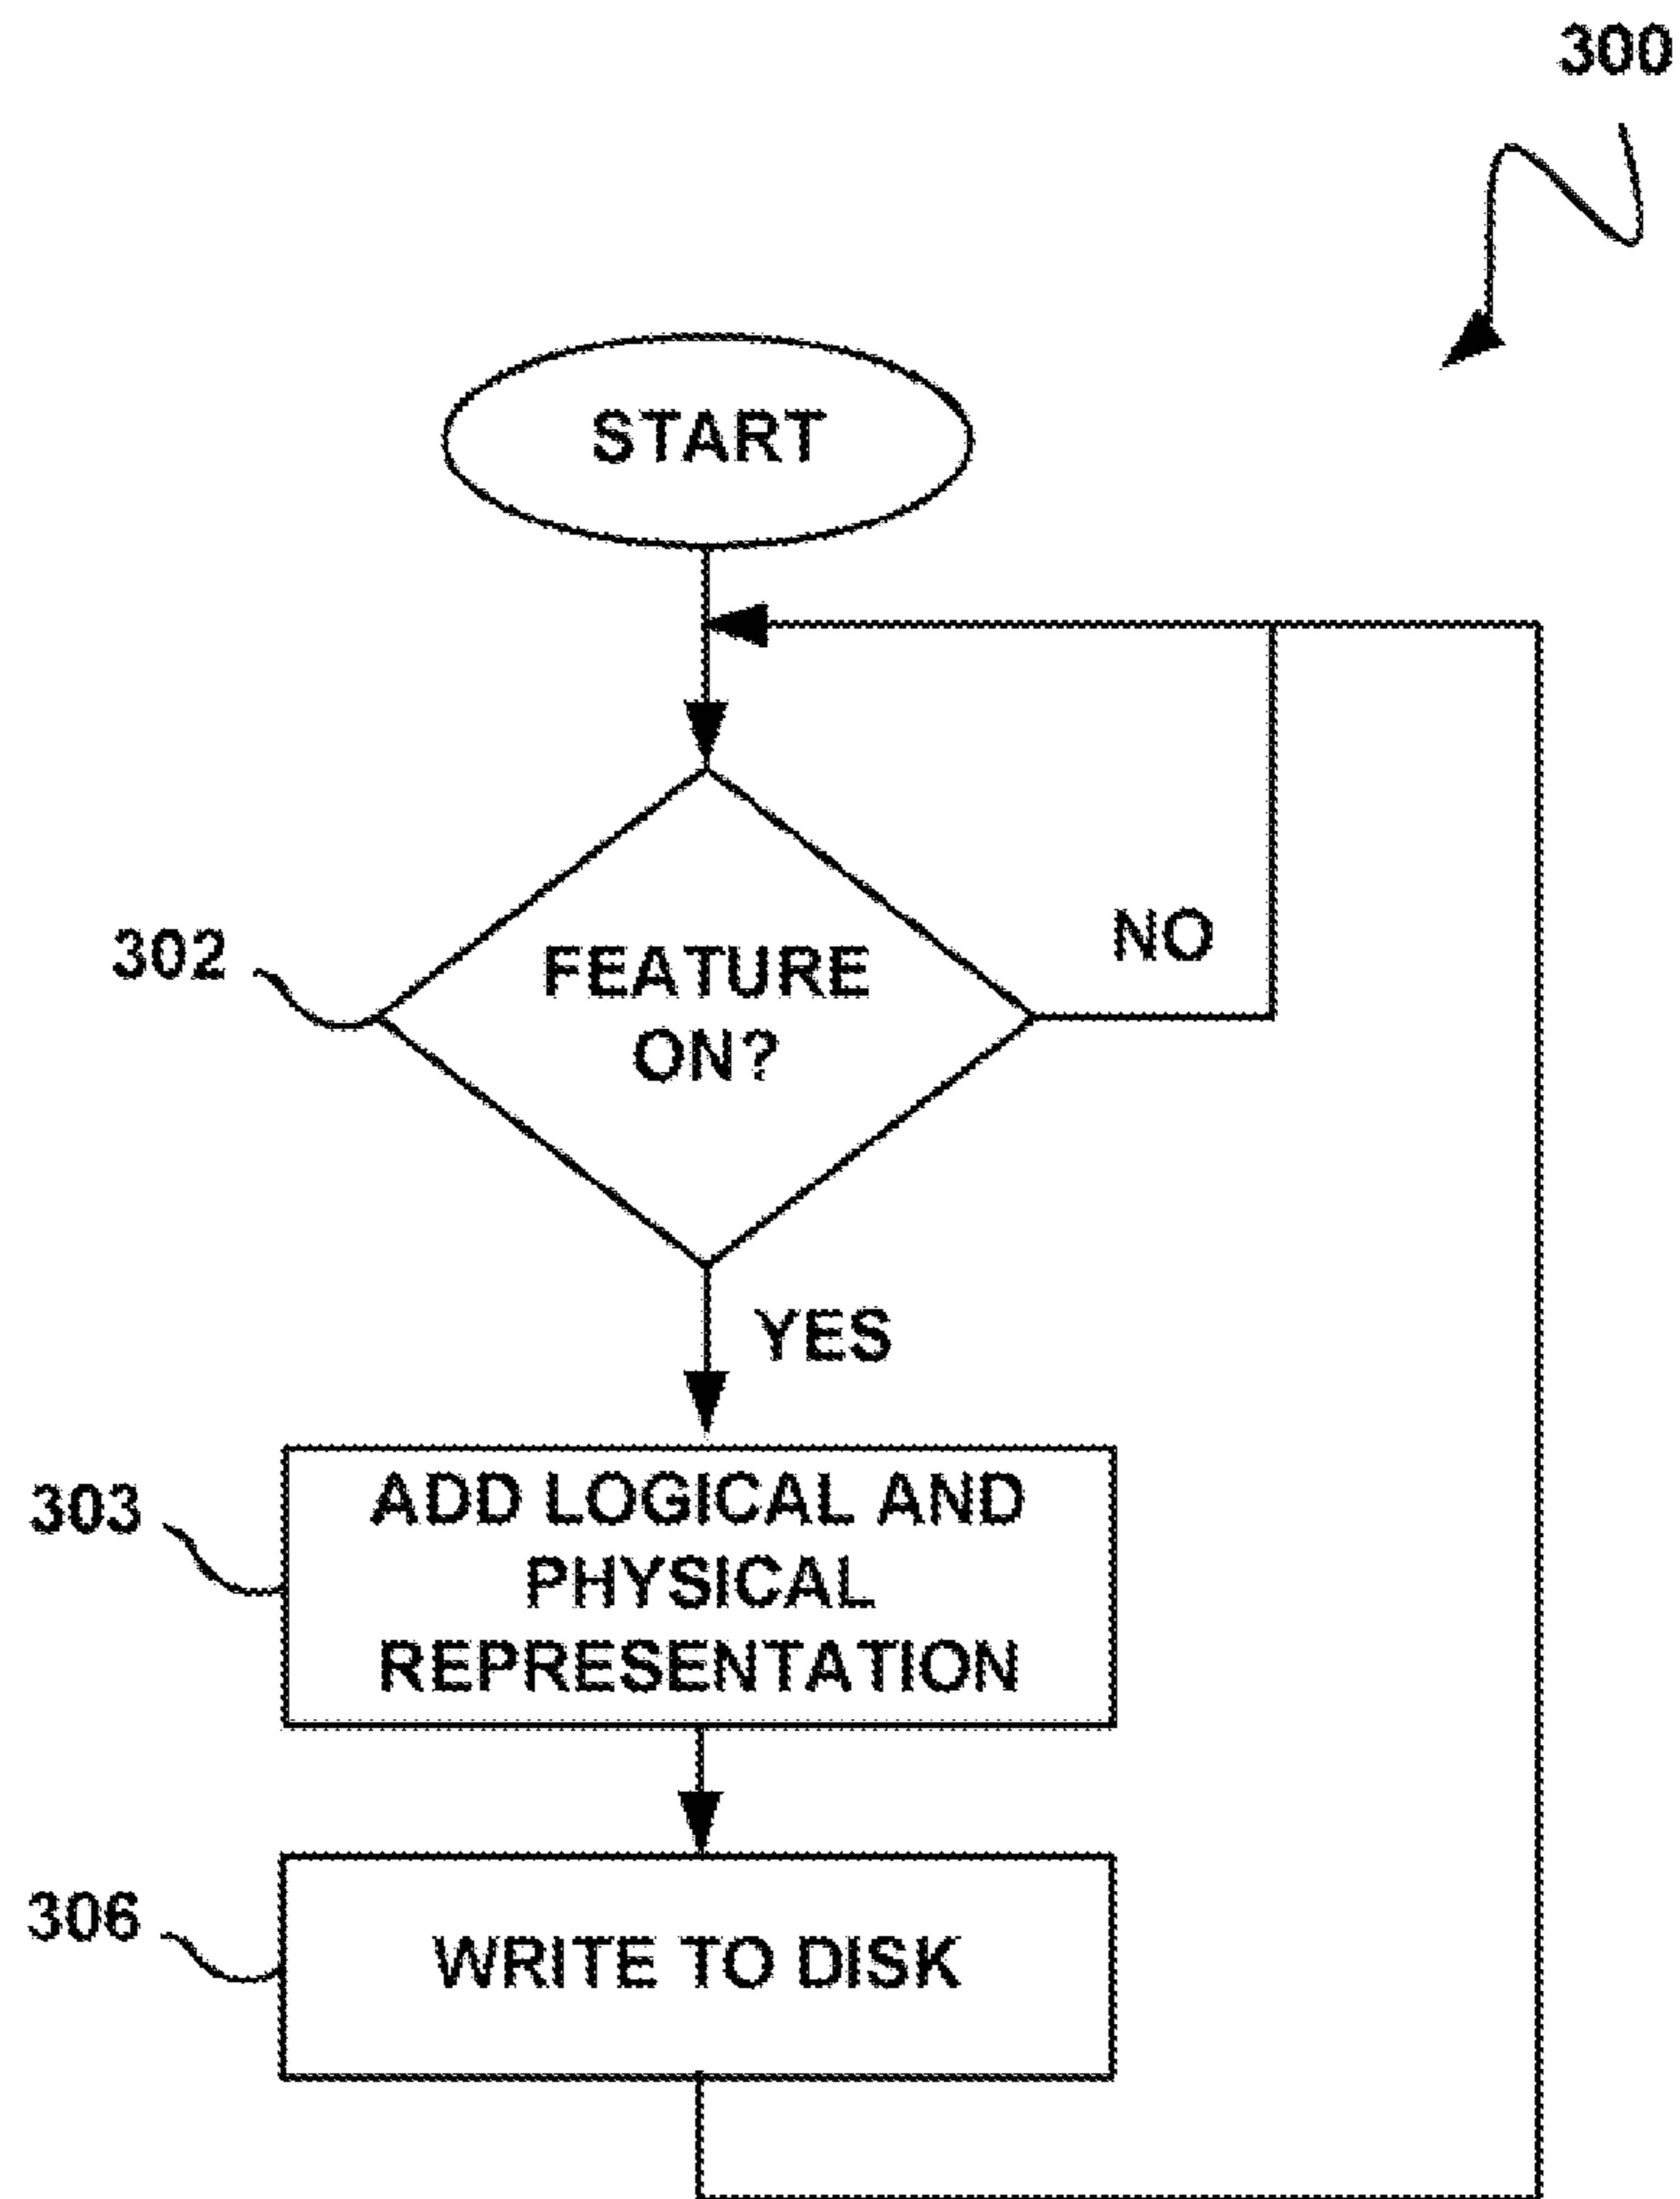 300
START
302
FEATURE
ON?
NO
YES
303
ADD LOGICAL AND
PHYSICAL
REPRESENTATION
306
WRITE TO DISK